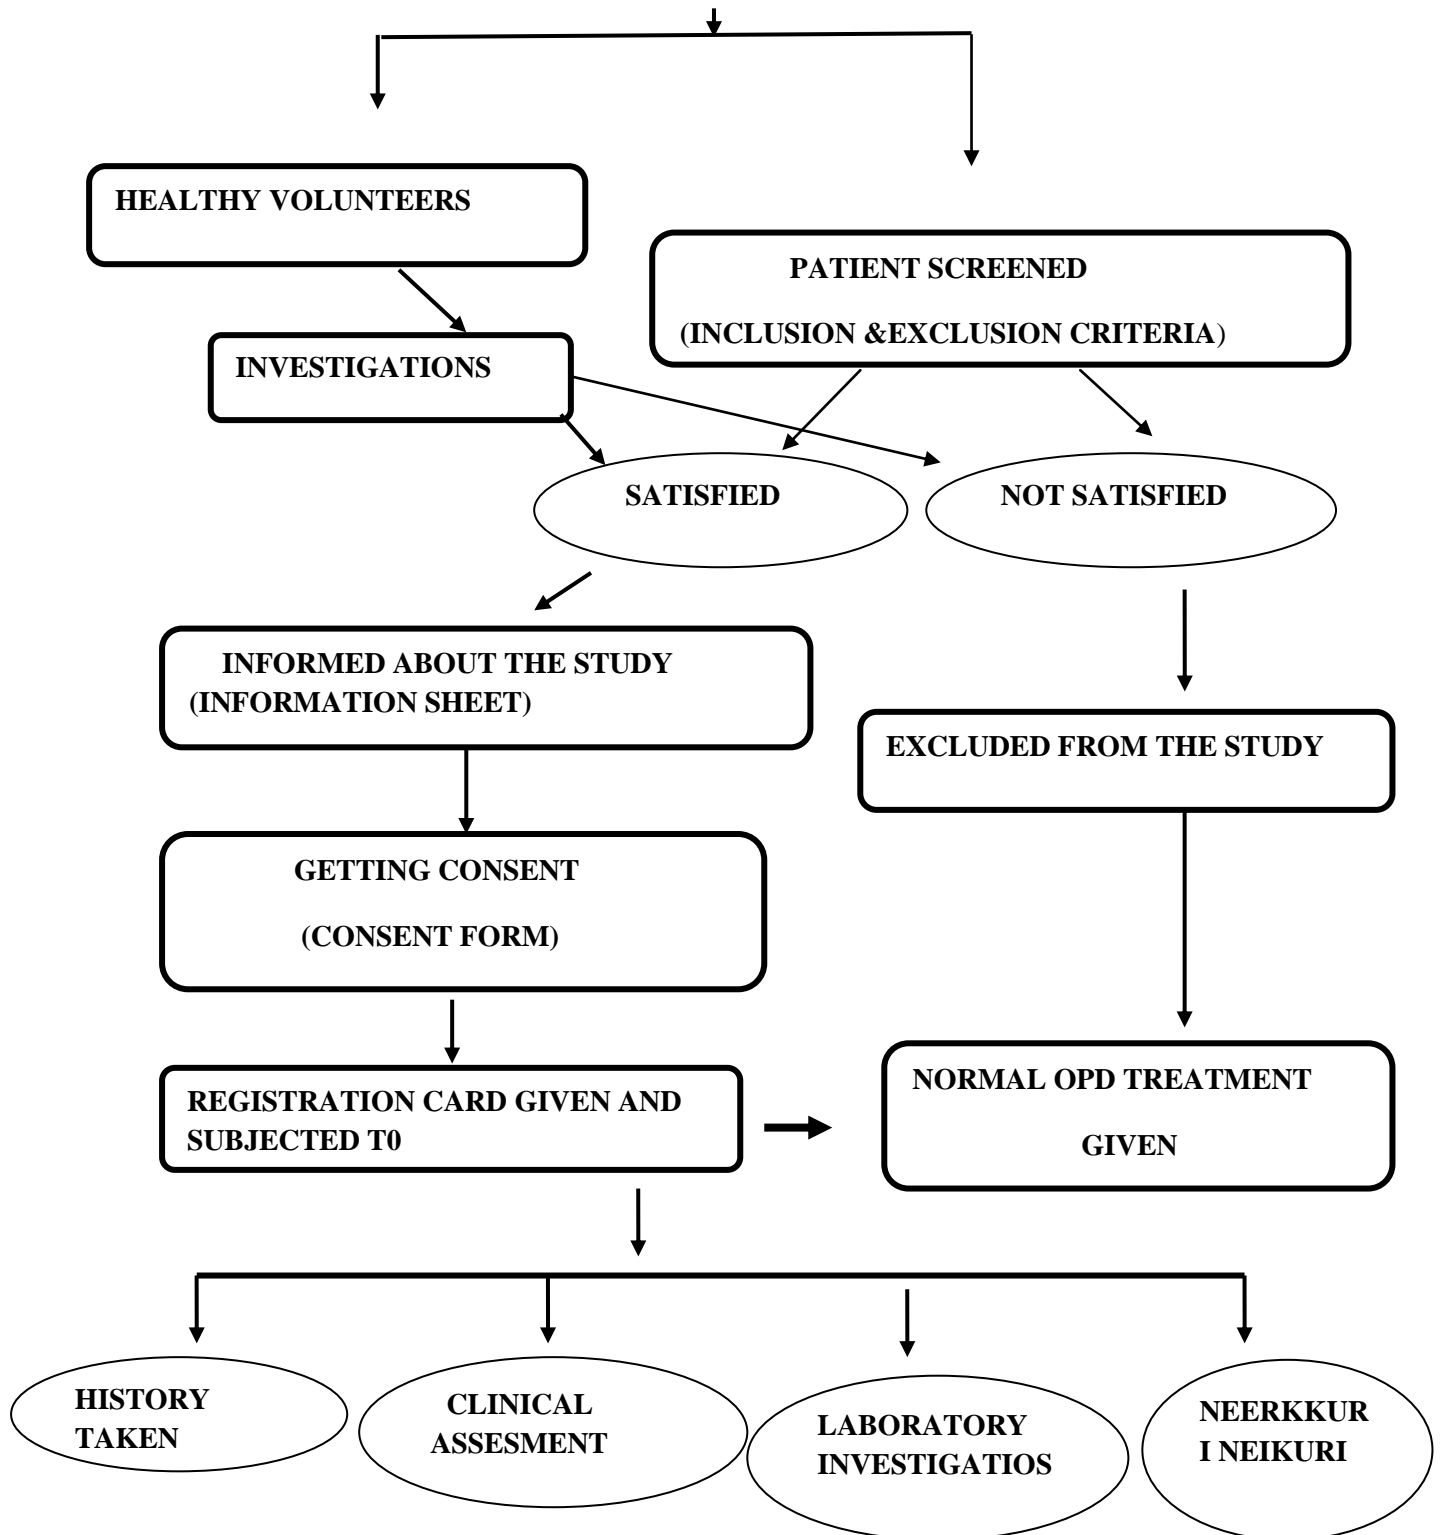 HEALTHY VOLUNTEERS
PATIENT SCREENED
(INCLUSION &EXCLUSION CRITERIA)
INVESTIGATIONS
SATISFIED
NOT SATISFIED
INFORMED ABOUT THE STUDY
(INFORMATION SHEET)
EXCLUDED FROM THE STUDY
GETTING CONSENT
(CONSENT FORM)
REGISTRATION CARD GIVEN AND
SUBJECTED T0
NORMAL OPD TREATMENT
GIVEN
HISTORY
TAKEN
CLINICAL
ASSESMENT
LABORATORY
INVESTIGATIOS
NEERKKUR
I NEIKURI